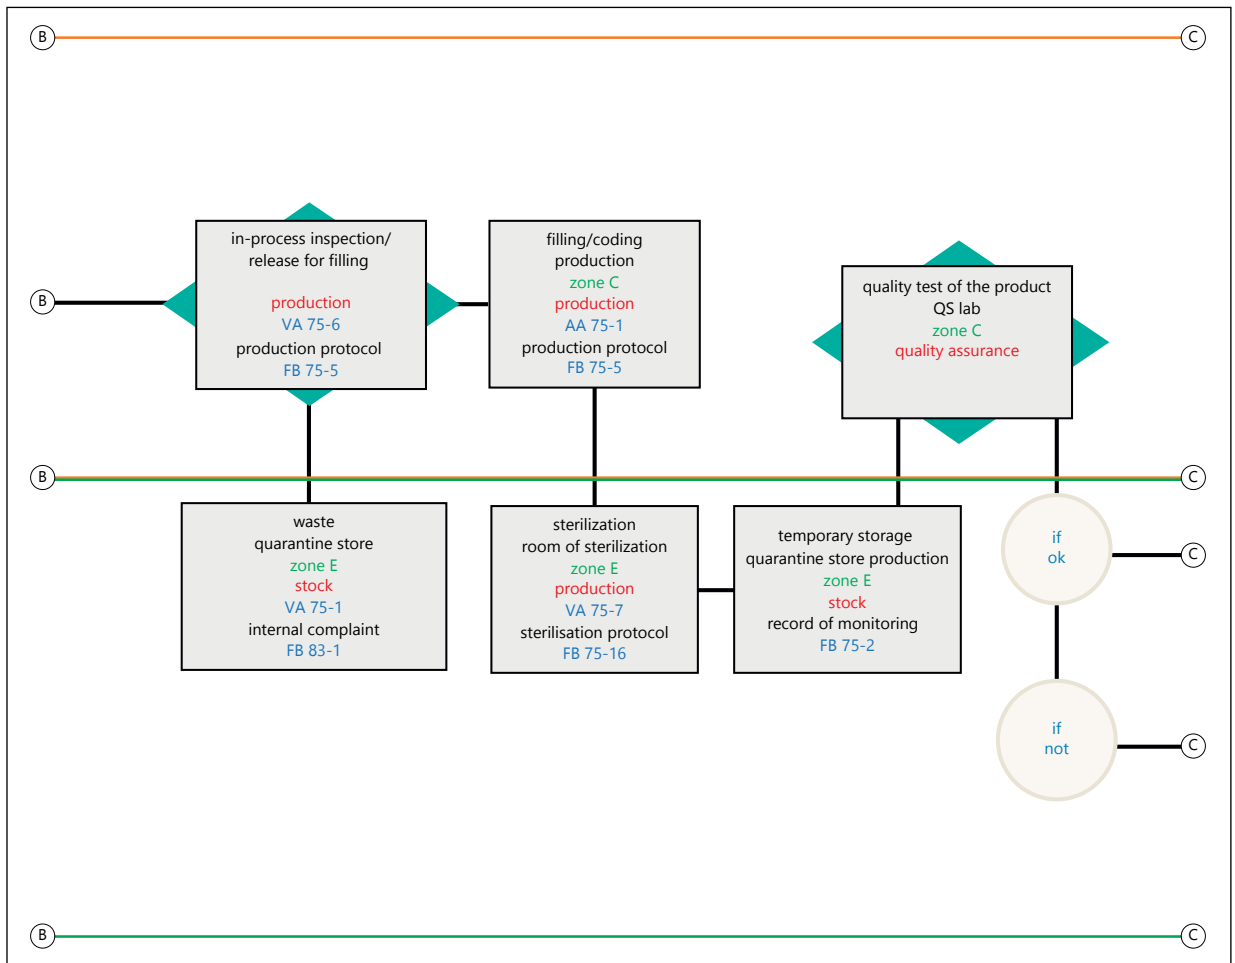 B
C
B
in-process inspection/
release for filling
production
VA 75-6
production protocol
FB 75-5
filling/coding
production
zone C
production
AA 75-1
production protocol
FB 75-5
quality test of the product
QS lab
zone C
quality assurance
B
C
waste
quarantine store
zone E
stock
VA 75-1
internal complaint
FB 83-1
sterilization
room of sterilization
zone E
production
VA 75-7
sterilisation protocol
FB 75-16
temporary storage
quarantine store production
zone E
stock
record of monitoring
FB 75-2
if
ok
C
if
not
C
B
C